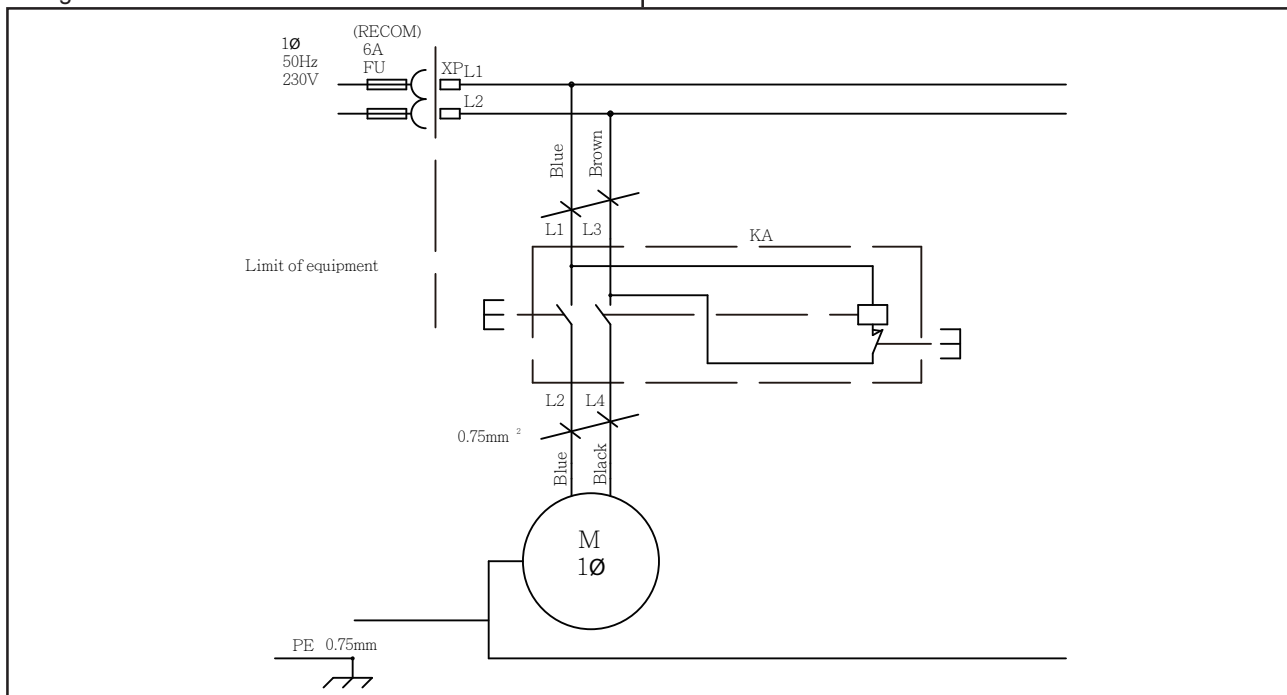 1Ø
50Hz
230V
(RECOM)
6A
FU
XP
L1
L2
Blue
Brown
L1
L3
KA
Limit of equipment
L2
L4
0.75mm ²
Blue
Black
M
1Ø
PE 0.75mm